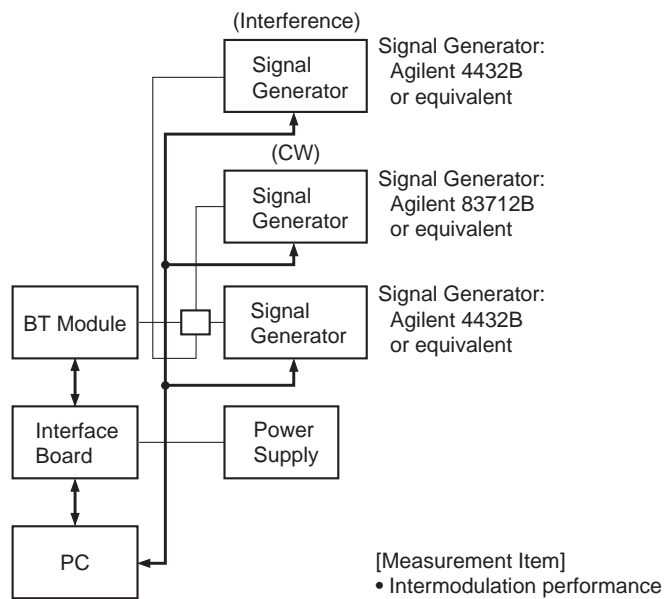 (Interference)
Signal
Generator
Signal Generator:
Agilent 4432B
or equivalent
(CW)
Signal
Generator
Signal Generator:
Agilent 83712B
or equivalent
BT Module
Signal
Generator
Signal Generator:
Agilent 4432B
or equivalent
Interface
Board
Power
Supply
PC
[Measurement Item]
• Intermodulation performance